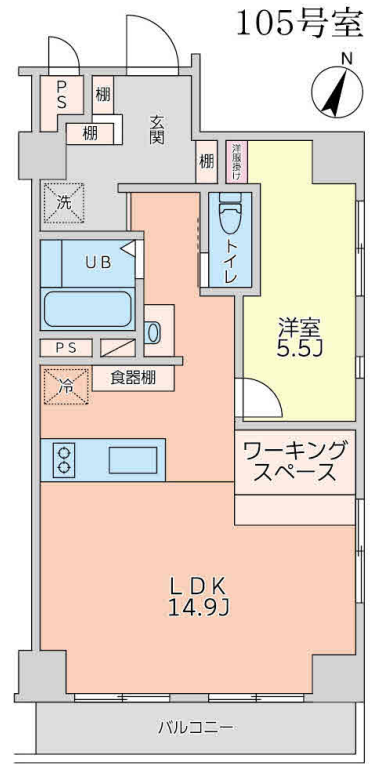 105号室
N
PS
棚
棚
玄関
棚
洋服掛け
洗
トイレ
UB
洋室
5.5J
PS
冷
食器棚
ワーキング
スペース
LDK
14.9J
バルコニー